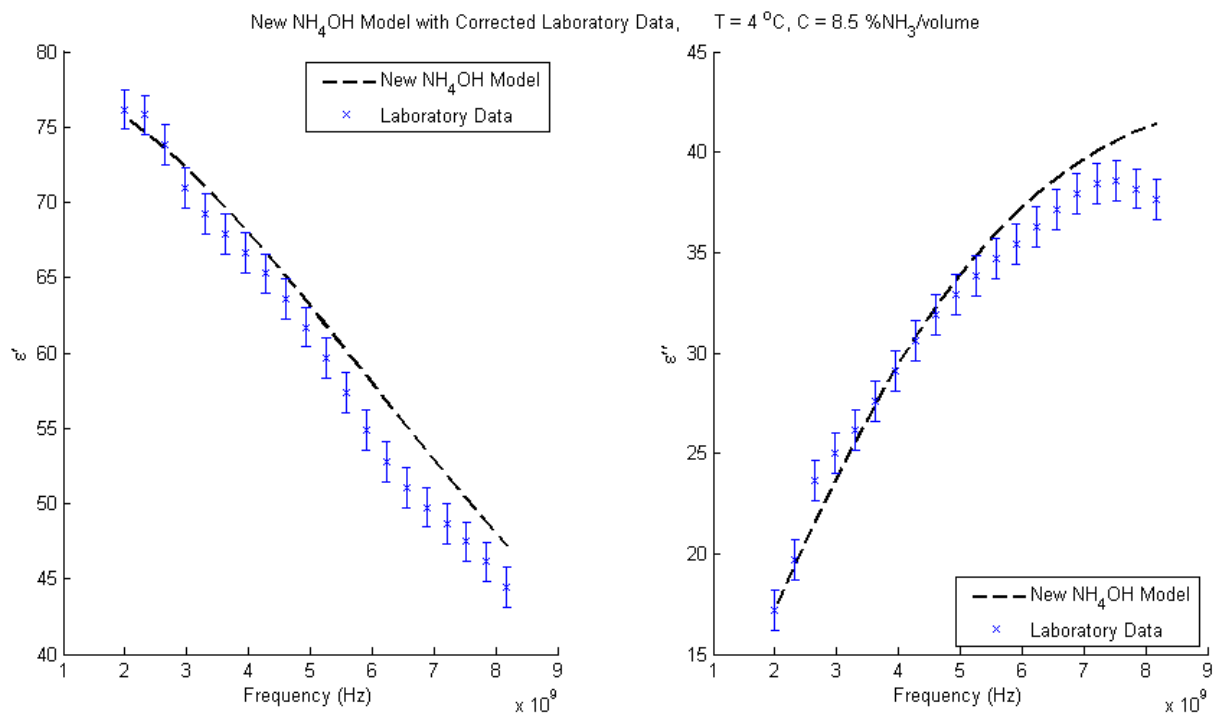 New NH4OH Model with Corrected Laboratory Data, T = 4 °C, C = 8.5 %NH3/volume
80
75
70
65
60
55
50
45
40
ε'
1 2 3 4 5 6 7 8 9
Frequency (Hz)
x 10^9
New NH4OH Model
Laboratory Data
45
40
35
30
25
20
15
ε''
1 2 3 4 5 6 7 8 9
Frequency (Hz)
x 10^9
New NH4OH Model
Laboratory Data